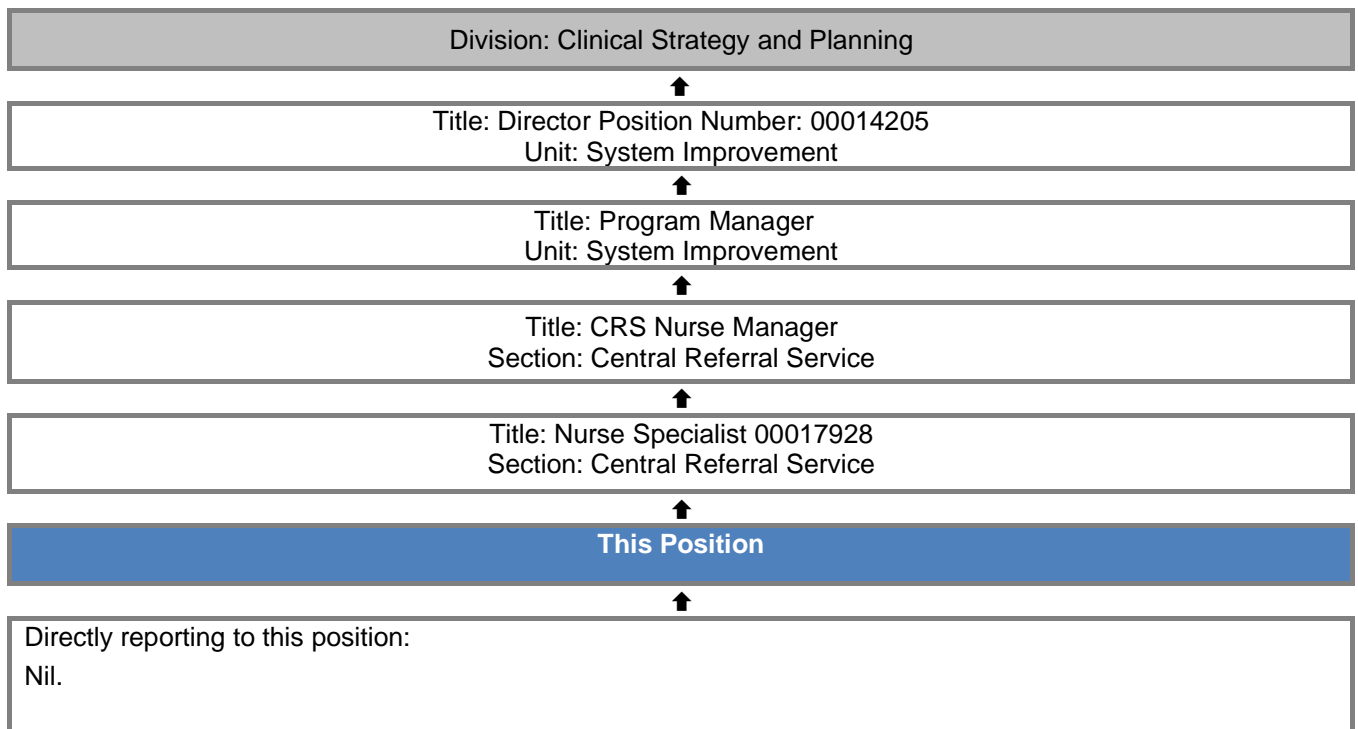 Division: Clinical Strategy and Planning
Title: Director Position Number: 00014205
Unit: System Improvement
Title: Program Manager
Unit: System Improvement
Title: CRS Nurse Manager
Section: Central Referral Service
Title: Nurse Specialist 00017928
Section: Central Referral Service
This Position
Directly reporting to this position:
Nil.